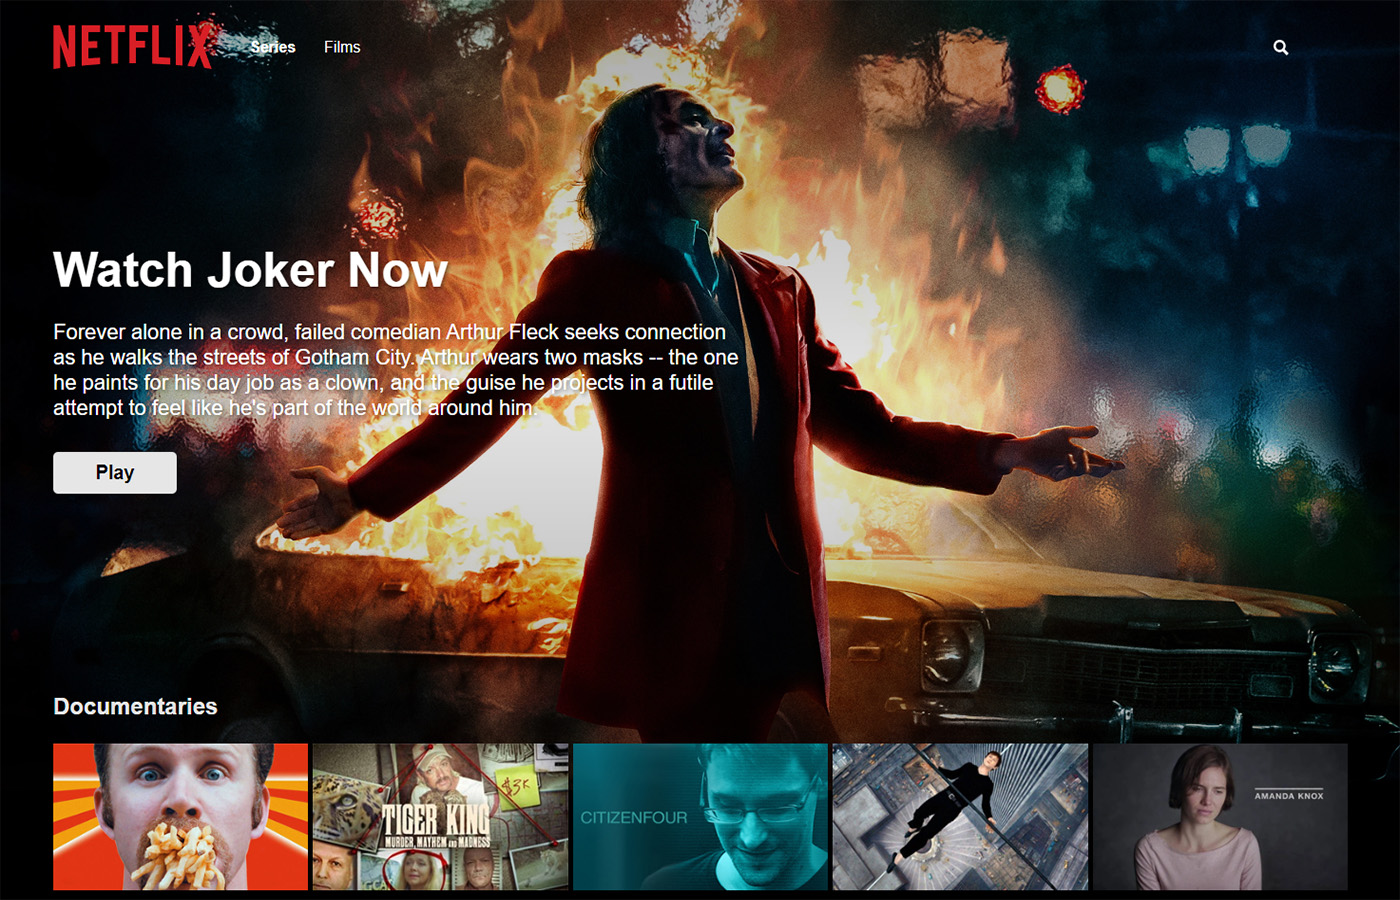 NETFLIX
Series
Films
Watch Joker Now
Forever alone in a crowd, failed comedian Arthur Fleck seeks connection
as he walks the streets of Gotham City. Arthur wears two masks -- the one
he paints for his day job as a clown, and the guise he projects in a futile
attempt to feel like he's part of the world around him.
Play
Documentaries
$3K
TIGER KING
MURDER, MAYHEM AND MADNESS
CITIZENFOUR
AMANDA KNOX